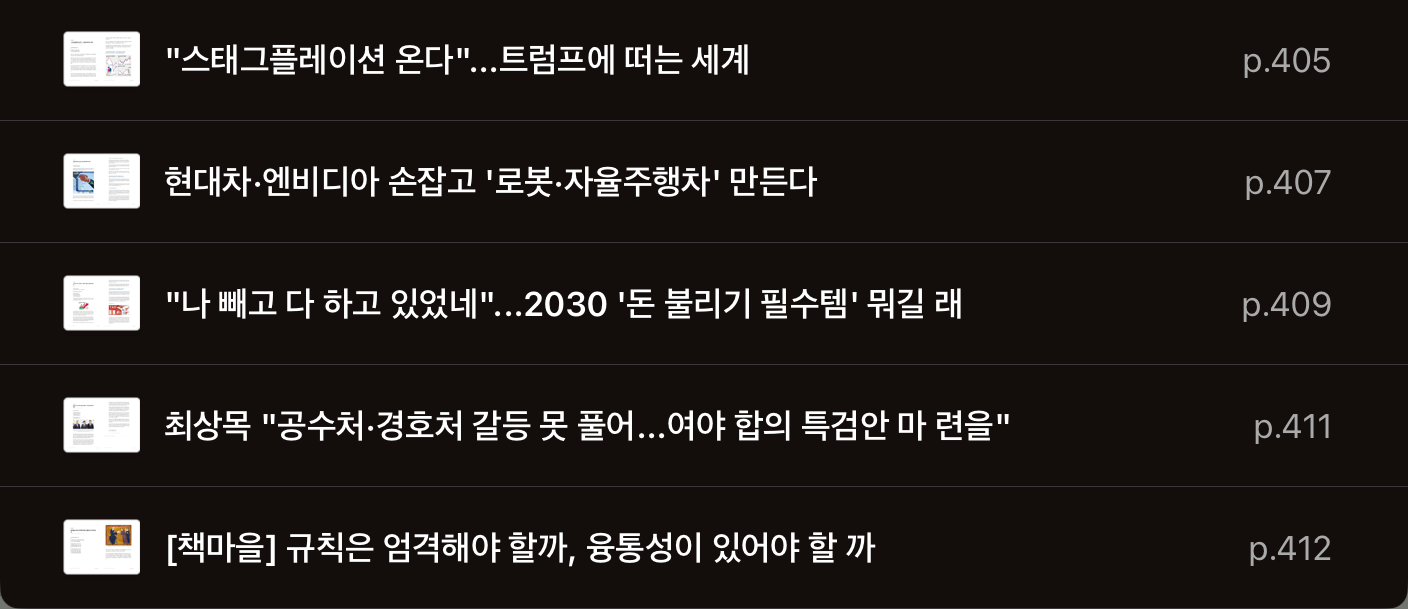 "스태그플레이션 온다"...트럼프에 떠는 세계
p.405
현대차·엔비디아 손잡고 '로봇·자율주행차' 만든다
p.407
"나 빼고 다 하고 있었네"...2030 '돈 불리기 필수템' 뭐길 래
p.409
최상목 "공수처·경호처 갈등 못 풀어...여야 합의 특검안 마 련을"
p.411
[책마을] 규칙은 엄격해야 할까, 융통성이 있어야 할 까
p.412